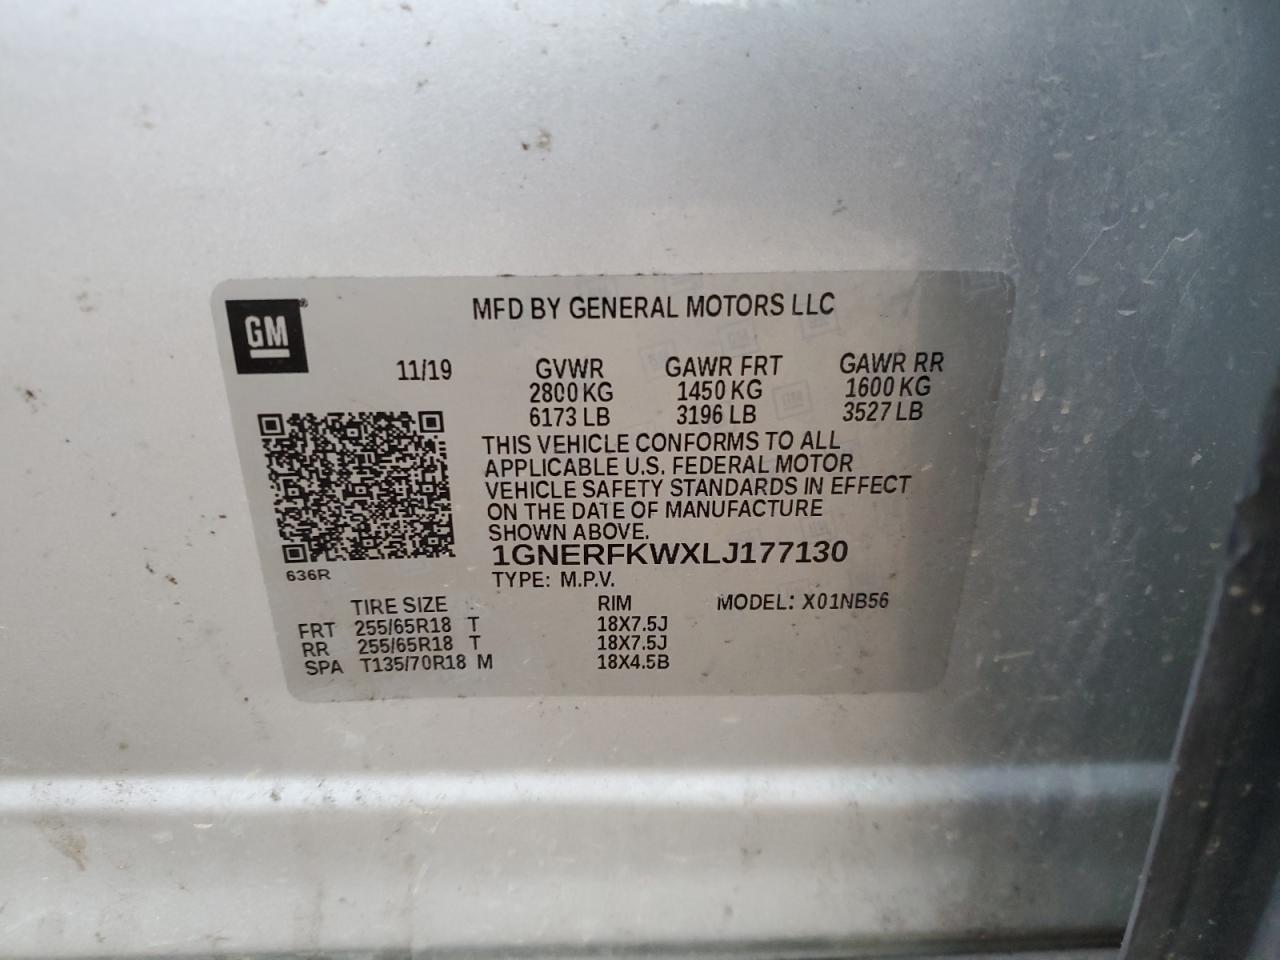 MFD BY GENERAL MOTORS LLC
GM ®
11/19 GVWR GAWR FRT GAWR RR
2800 KG 1450 KG 1600 KG
6173 LB 3196 LB 3527 LB
THIS VEHICLE CONFORMS TO ALL
APPLICABLE U.S. FEDERAL MOTOR
VEHICLE SAFETY STANDARDS IN EFFECT
ON THE DATE OF MANUFACTURE
SHOWN ABOVE.
1GNERFKWXLJ177130
636R
TYPE: M.P.V.
TIRE SIZE RIM MODEL: X01NB56
FRT 255/65R18 T 18X7.5J
RR 255/65R18 T 18X7.5J
SPA T135/70R18 M 18X4.5B